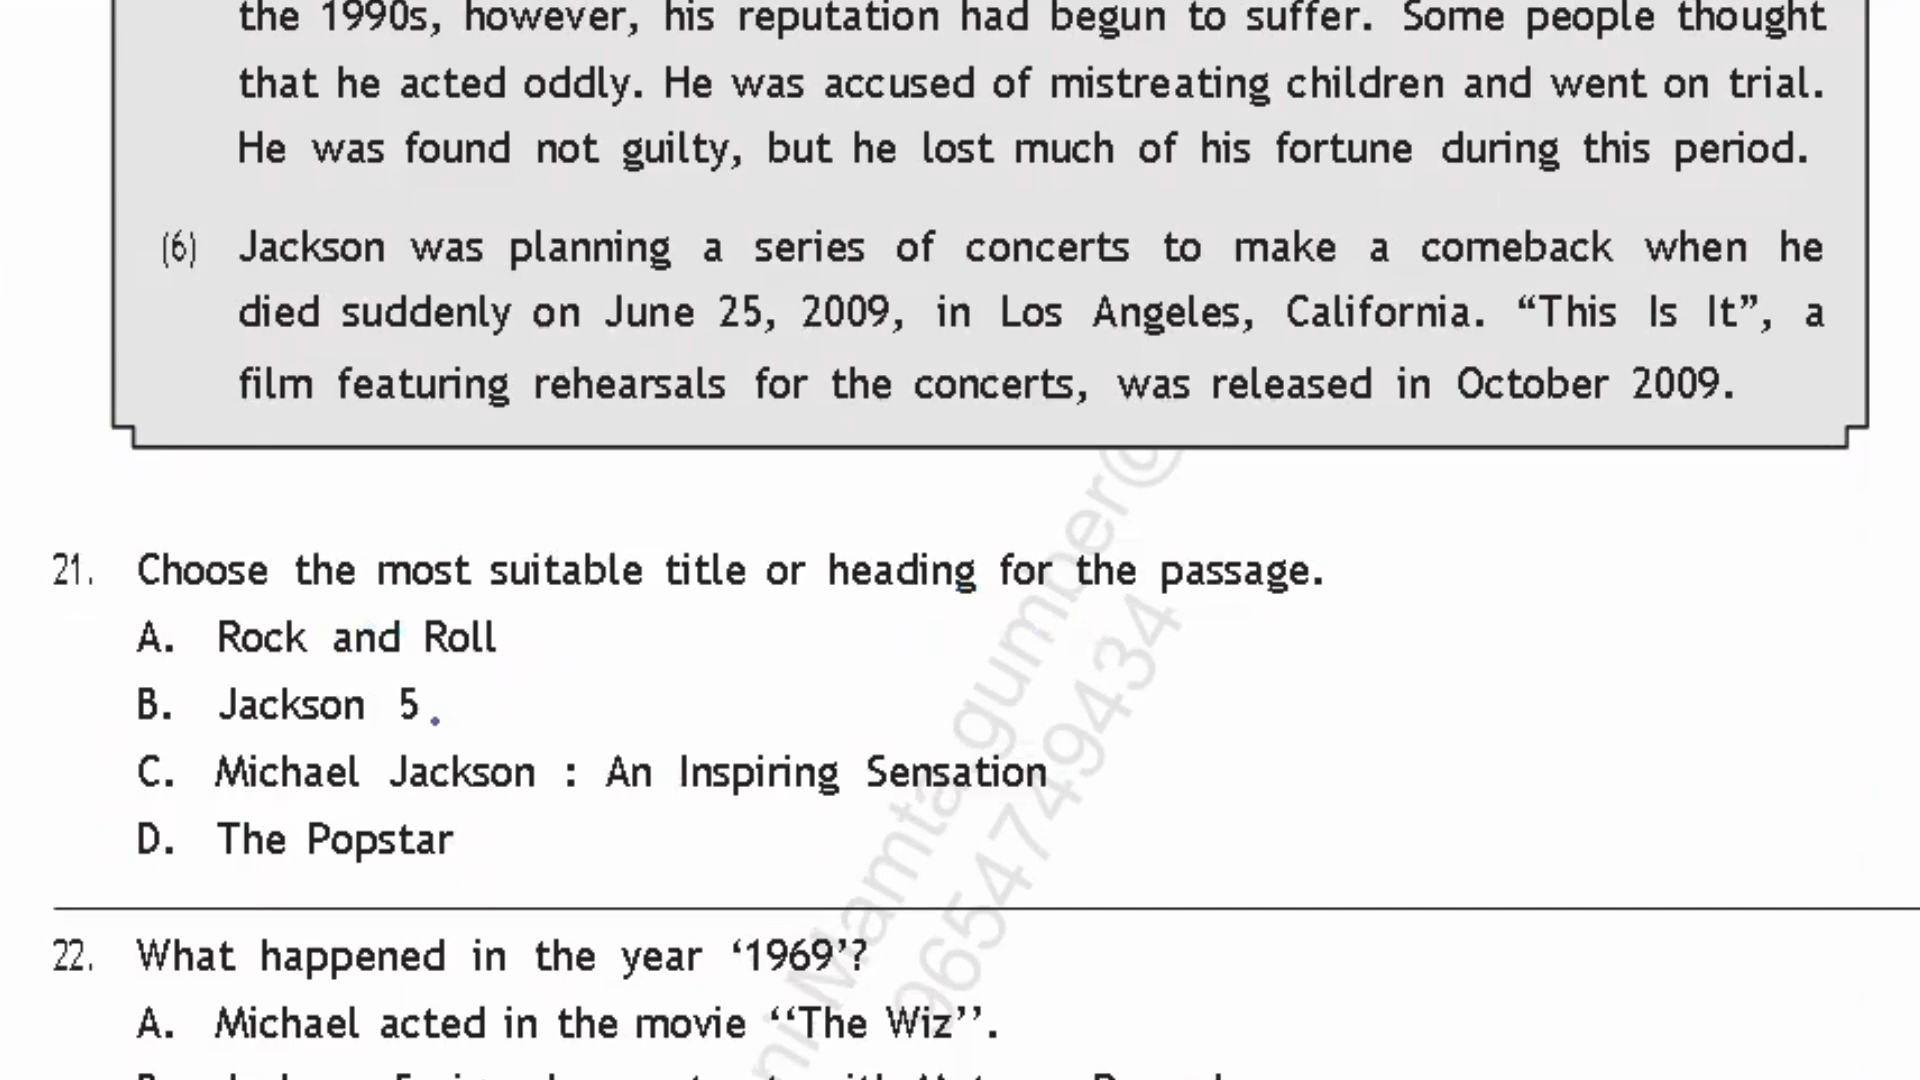 the 1990s, however, his reputation had begun to suffer. Some people thought
that he acted oddly. He was accused of mistreating children and went on trial.
He was found not guilty, but he lost much of his fortune during this period.
(6) Jackson was planning a series of concerts to make a comeback when he
died suddenly on June 25, 2009, in Los Angeles, California. “This Is It”, a
film featuring rehearsals for the concerts, was released in October 2009.
21. Choose the most suitable title or heading for the passage.
A. Rock and Roll
B. Jackson 5
C. Michael Jackson : An Inspiring Sensation
D. The Popstar
22. What happened in the year ‘1969’?
A. Michael acted in the movie ‘‘The Wiz’’.
Mamta gumber@
9654749434